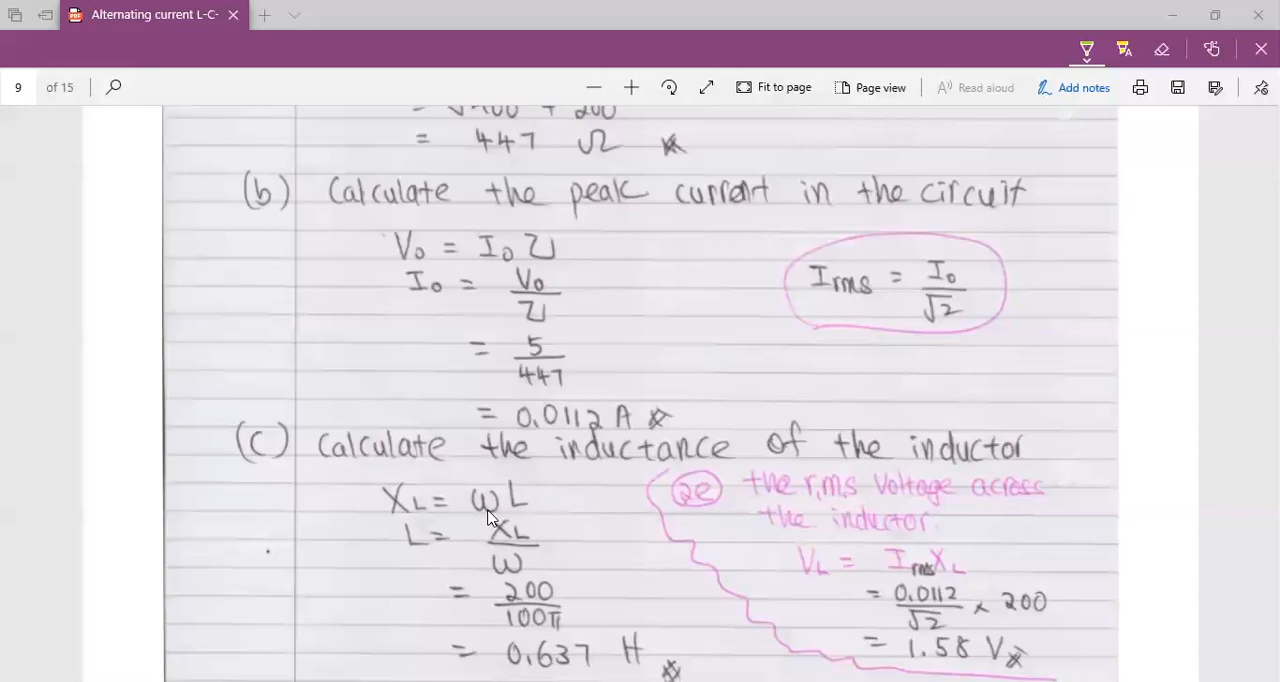 Alternating current L-C-
9 of 15
Fit to page
Page view
Read aloud
Add notes
= √400² + 200²
= 447 Ω
(b) Calculate the peak current in the circuit
V₀ = I₀ Z
I₀ = V₀ / Z
Irms = I₀ / √2
= 5 / 447
= 0.0112 A
(c) Calculate the inductance of the inductor
XL = ωL
L = XL / ω
= 200 / 100π
= 0.637 H
(2e) the r.m.s voltage across
the inductor.
VL = Irms XL
= 0.0112 / √2 × 200
= 1.58 V